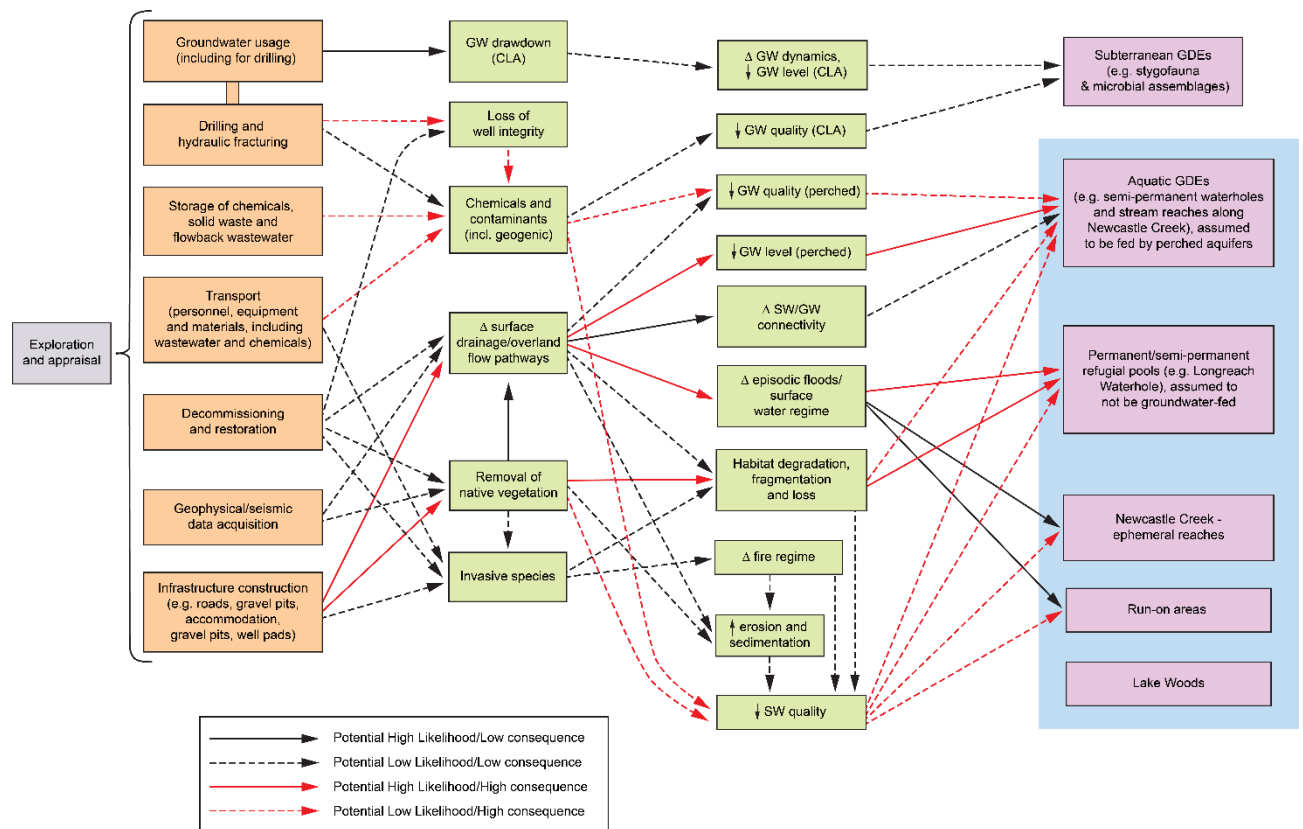 Exploration
and appraisal
Groundwater usage
(including for drilling)
Drilling and
hydraulic fracturing
Storage of chemicals,
solid waste and
flowback wastewater
Transport
(personnel, equipment
and materials, including
wastewater and chemicals)
Decommissioning
and restoration
Geophysical/seismic
data acquisition
Infrastructure construction
(e.g. roads, gravel pits,
accommodation,
gravel pits, well pads)
GW drawdown
(CLA)
Loss of
well integrity
Chemicals and
contaminants
(incl. geogenic)
Δ surface
drainage/overland
flow pathways
Removal of
native vegetation
Invasive species
Δ GW dynamics,
↓ GW level (CLA)
↓ GW quality (CLA)
↓ GW quality (perched)
↓ GW level (perched)
Δ SW/GW
connectivity
Δ episodic floods/
surface
water regime
Habitat degradation,
fragmentation
and loss
Δ fire regime
↑ erosion and
sedimentation
↓ SW quality
Subterranean GDEs
(e.g. stygofauna
& microbial assemblages)
Aquatic GDEs
(e.g. semi-permanent waterholes
and stream reaches along
Newcastle Creek), assumed
to be fed by perched aquifers
Permanent/semi-permanent
refugial pools (e.g. Longreach
Waterhole), assumed to
not be groundwater-fed
Newcastle Creek -
ephemeral reaches
Run-on areas
Lake Woods
Potential High Likelihood/Low consequence
Potential Low Likelihood/Low consequence
Potential High Likelihood/High consequence
Potential Low Likelihood/High consequence